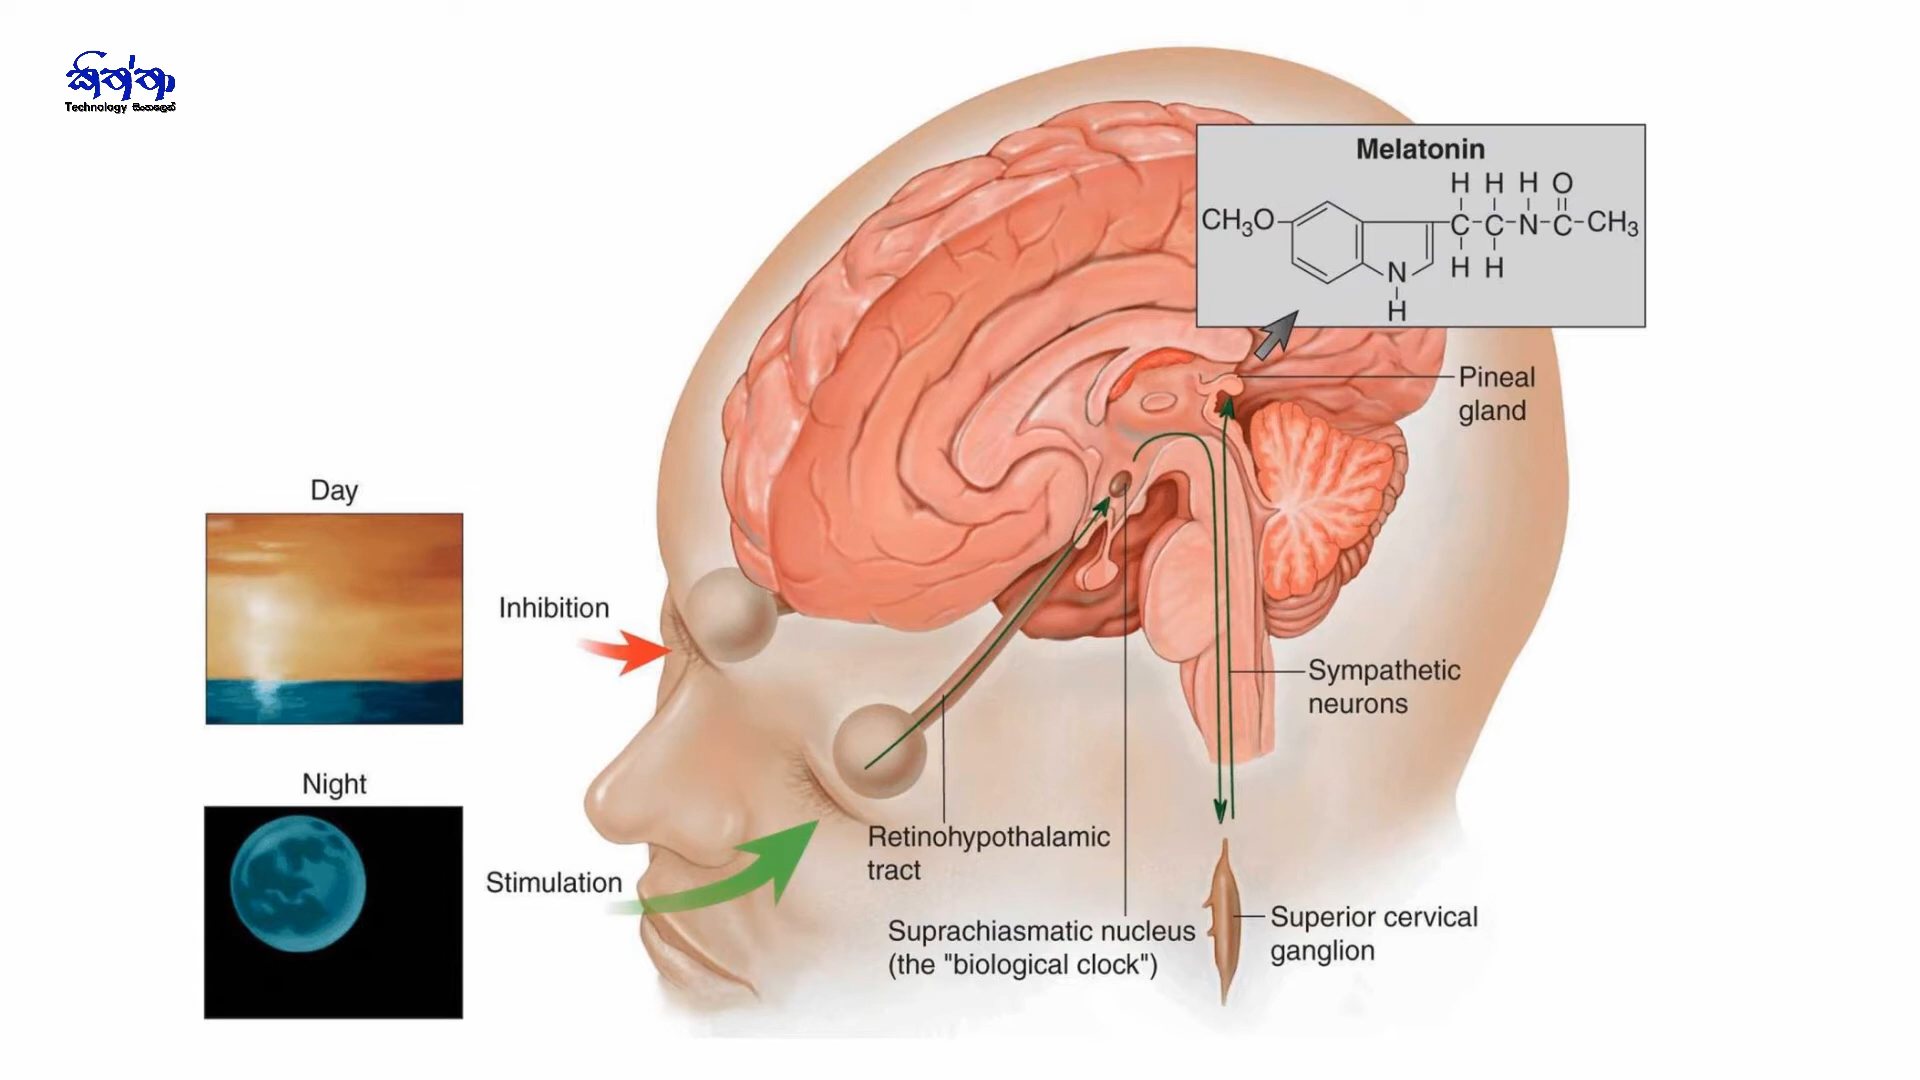 කිත්තා
Technology සිංහලෙන්
Melatonin
H H H O
CH3O
C-C-N-C-CH3
H H
N
H
Pineal
gland
Day
Inhibition
Sympathetic
neurons
Night
Retinohypothalamic
tract
Stimulation
Suprachiasmatic nucleus
(the "biological clock")
Superior cervical
ganglion